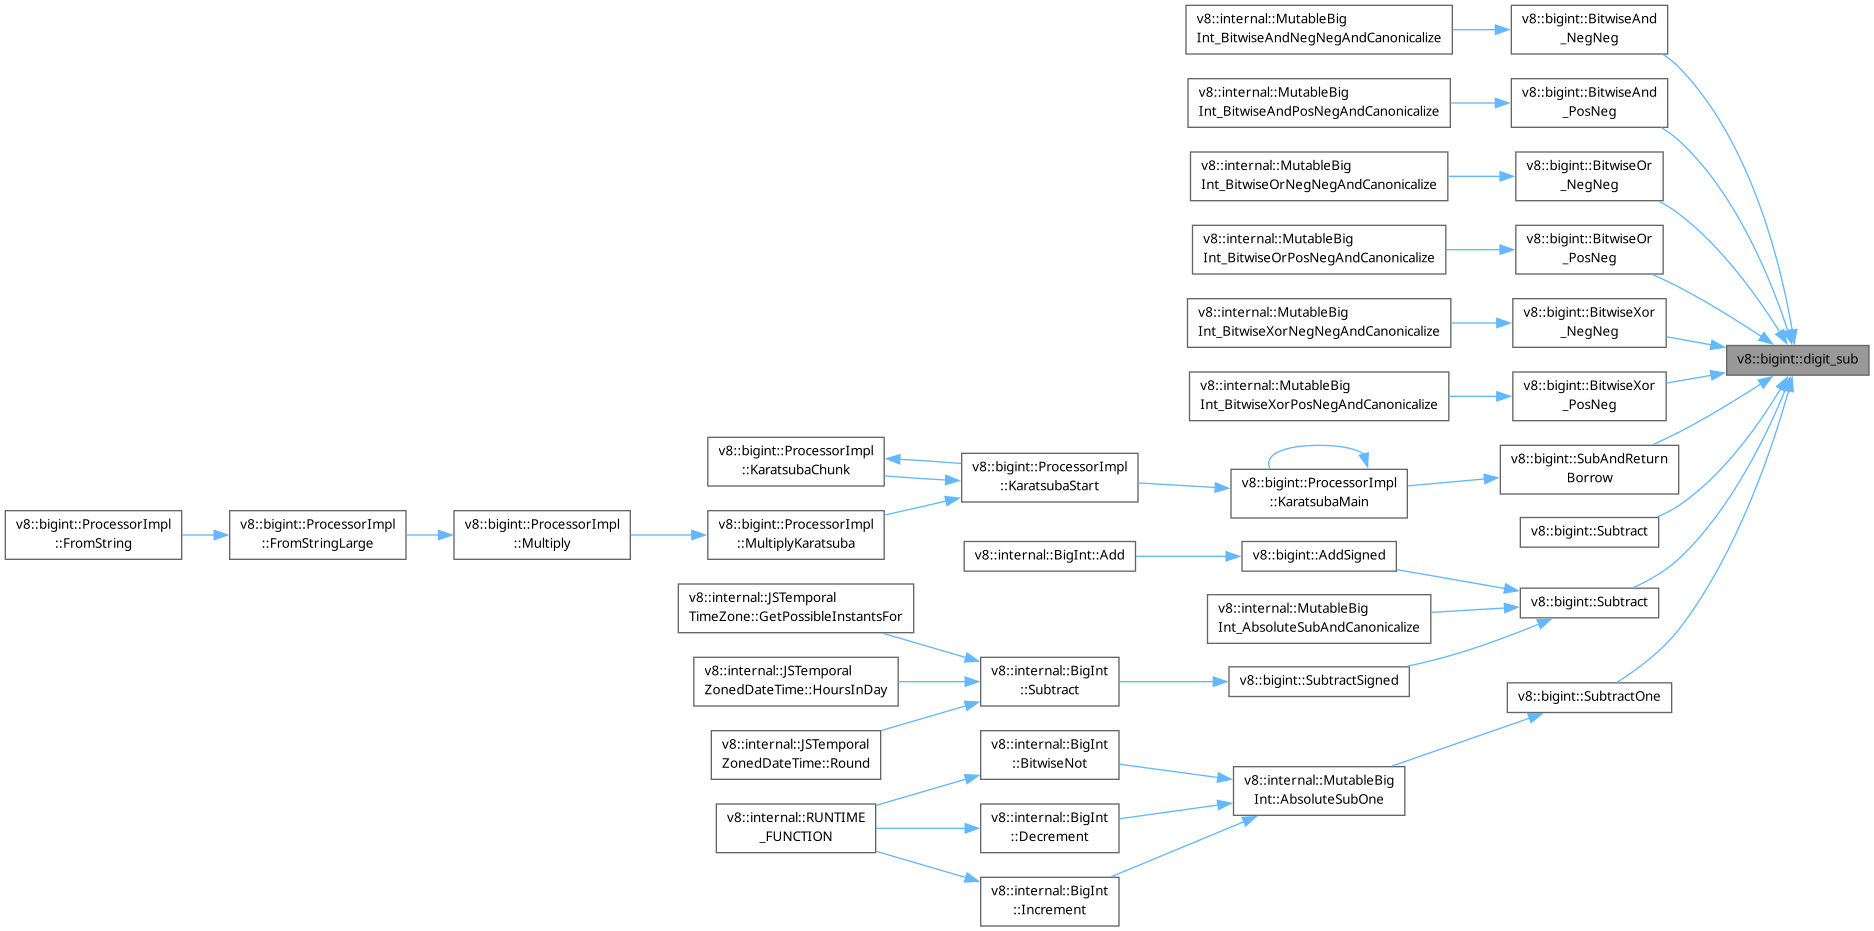 v8::internal::MutableBig
Int_BitwiseAndNegNegAndCanonicalize
v8::bigint::BitwiseAnd
_NegNeg
v8::internal::MutableBig
Int_BitwiseAndPosNegAndCanonicalize
v8::bigint::BitwiseAnd
_PosNeg
v8::internal::MutableBig
Int_BitwiseOrNegNegAndCanonicalize
v8::bigint::BitwiseOr
_NegNeg
v8::internal::MutableBig
Int_BitwiseOrPosNegAndCanonicalize
v8::bigint::BitwiseOr
_PosNeg
v8::internal::MutableBig
Int_BitwiseXorNegNegAndCanonicalize
v8::bigint::BitwiseXor
_NegNeg
v8::bigint::digit_sub
v8::internal::MutableBig
Int_BitwiseXorPosNegAndCanonicalize
v8::bigint::BitwiseXor
_PosNeg
v8::bigint::ProcessorImpl
::KaratsubaChunk
v8::bigint::ProcessorImpl
::KaratsubaStart
v8::bigint::ProcessorImpl
::KaratsubaMain
v8::bigint::SubAndReturn
Borrow
v8::bigint::ProcessorImpl
::FromString
v8::bigint::ProcessorImpl
::FromStringLarge
v8::bigint::ProcessorImpl
::Multiply
v8::bigint::ProcessorImpl
::MultiplyKaratsuba
v8::bigint::Subtract
v8::internal::BigInt::Add
v8::bigint::AddSigned
v8::internal::JSTemporal
TimeZone::GetPossibleInstantsFor
v8::internal::MutableBig
Int_AbsoluteSubAndCanonicalize
v8::bigint::Subtract
v8::internal::JSTemporal
ZonedDateTime::HoursInDay
v8::internal::BigInt
::Subtract
v8::bigint::SubtractSigned
v8::bigint::SubtractOne
v8::internal::JSTemporal
ZonedDateTime::Round
v8::internal::BigInt
::BitwiseNot
v8::internal::MutableBig
Int::AbsoluteSubOne
v8::internal::RUNTIME
_FUNCTION
v8::internal::BigInt
::Decrement
v8::internal::BigInt
::Increment